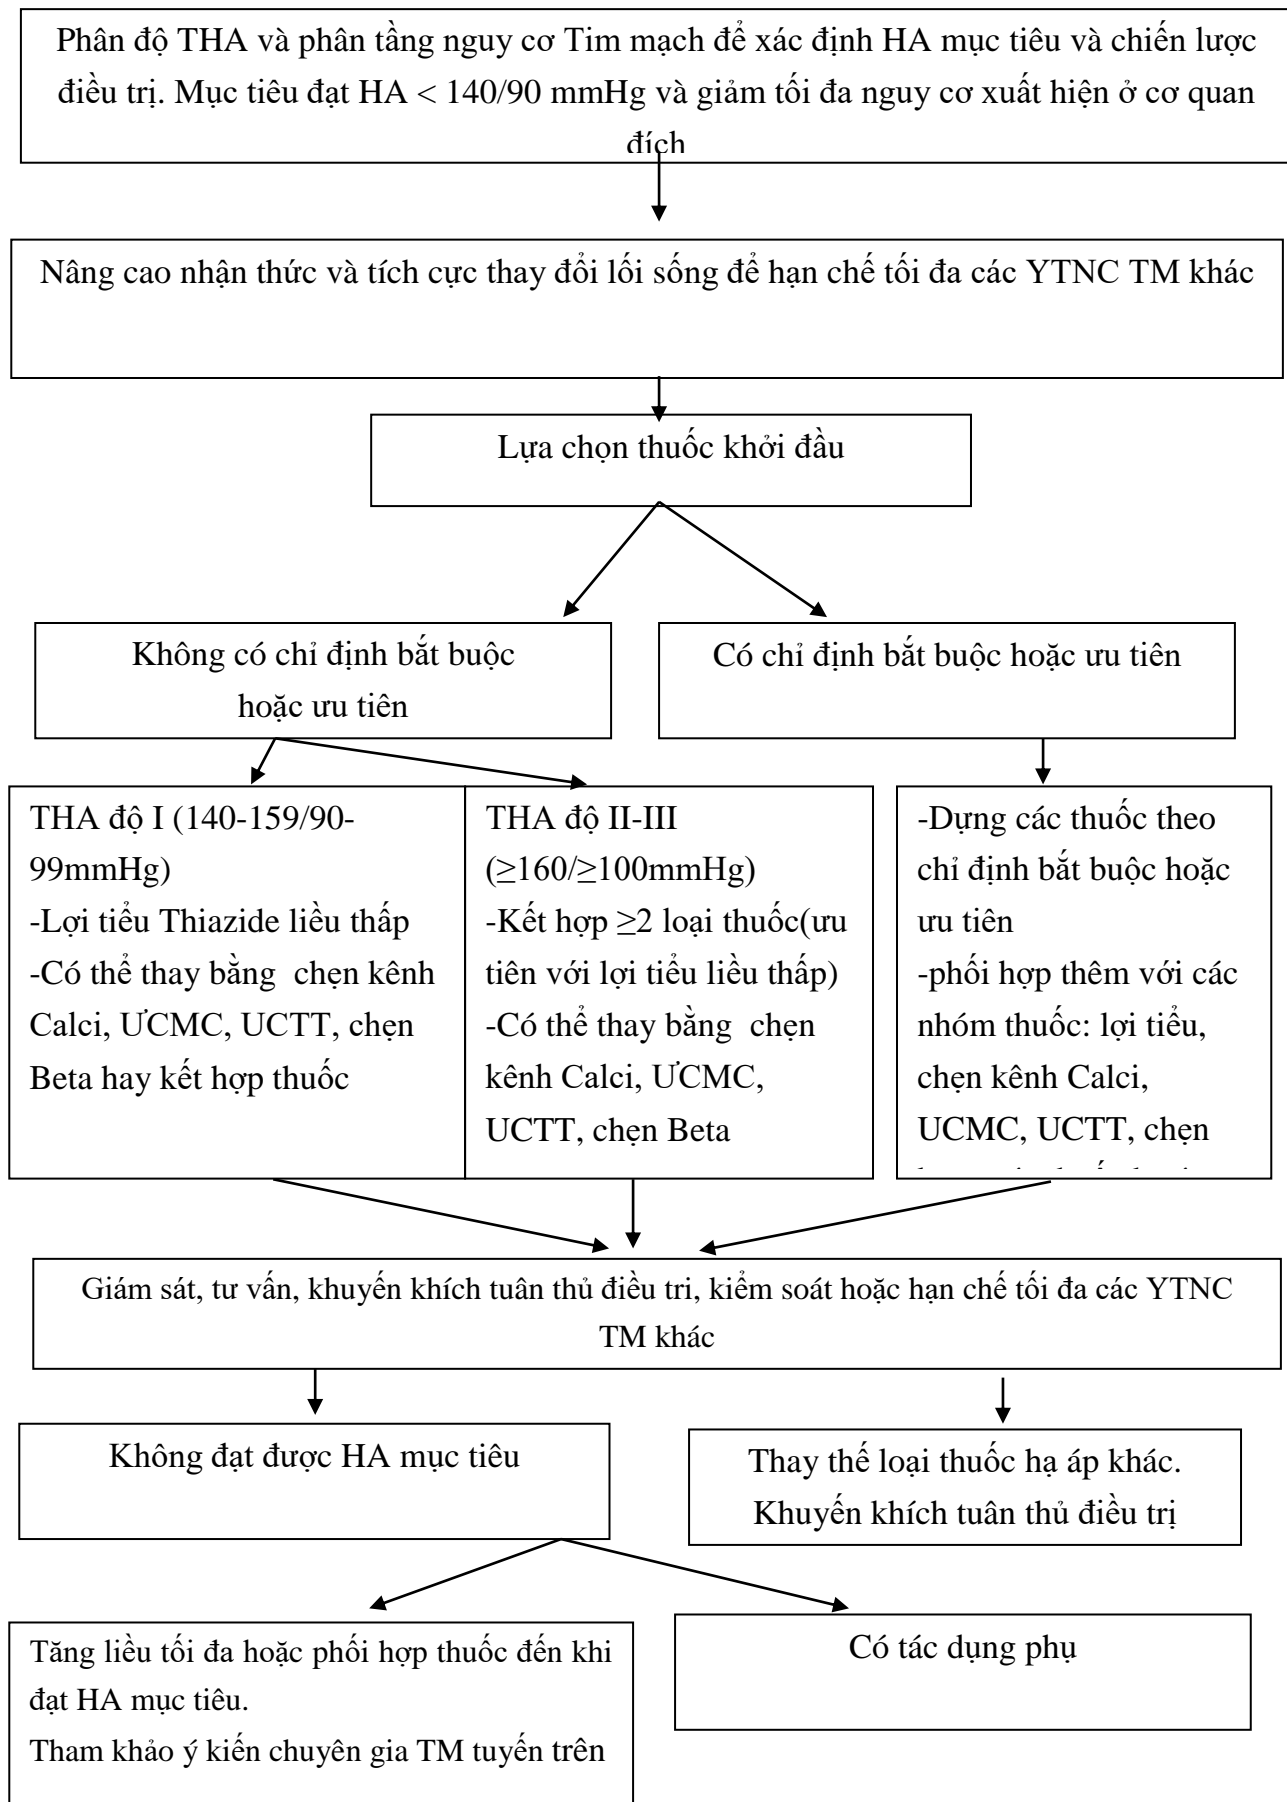 Phân độ THA và phân tầng nguy cơ Tim mạch để xác định HA mục tiêu và chiến lược
điều trị. Mục tiêu đạt HA < 140/90 mmHg và giảm tối đa nguy cơ xuất hiện ở cơ quan
đích
Nâng cao nhận thức và tích cực thay đổi lối sống để hạn chế tối đa các YTNC TM khác
Lựa chọn thuốc khởi đầu
Không có chỉ định bắt buộc
hoặc ưu tiên
Có chỉ định bắt buộc hoặc ưu tiên
THA độ I (140-159/90-
99mmHg)
-Lợi tiểu Thiazide liều thấp
-Có thể thay bằng chẹn kênh
Calci, ƯCMC, UCTT, chẹn
Beta hay kết hợp thuốc
THA độ II-III
(≥160/≥100mmHg)
-Kết hợp ≥2 loại thuốc(ưu
tiên với lợi tiểu liều thấp)
-Có thể thay bằng chẹn
kênh Calci, ƯCMC,
UCTT, chẹn Beta
-Dựng các thuốc theo
chỉ định bắt buộc hoặc
ưu tiên
-phối hợp thêm với các
nhóm thuốc: lợi tiểu,
chẹn kênh Calci,
UCMC, UCTT, chẹn
Giám sát, tư vấn, khuyến khích tuân thủ điều tri, kiểm soát hoặc hạn chế tối đa các YTNC
TM khác
Không đạt được HA mục tiêu
Thay thế loại thuốc hạ áp khác.
Khuyến khích tuân thủ điều trị
Tăng liều tối đa hoặc phối hợp thuốc đến khi
đạt HA mục tiêu.
Tham khảo ý kiến chuyên gia TM tuyến trên
Có tác dụng phụ